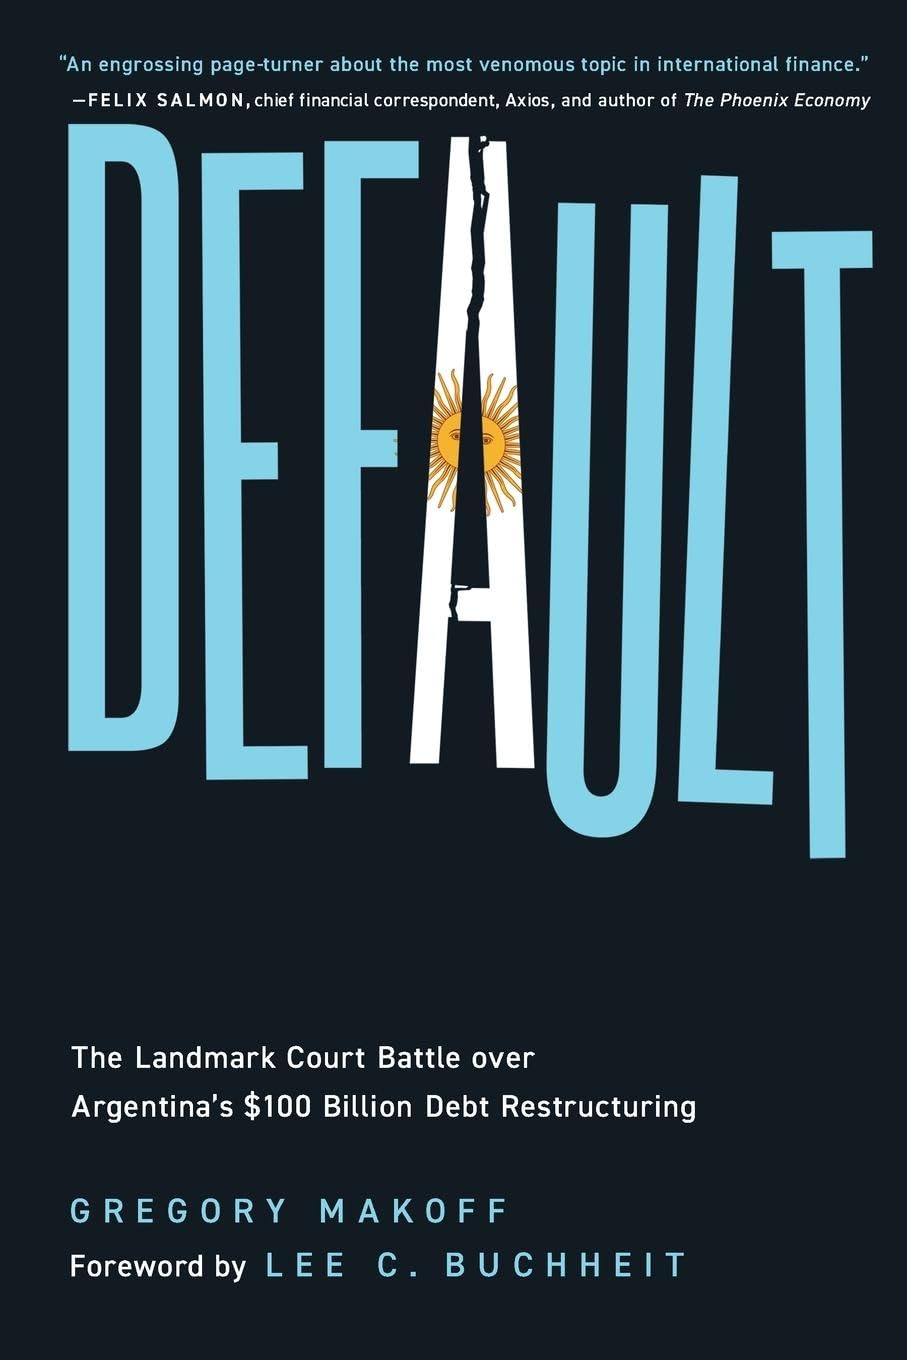 “An engrossing page-turner about the most venomous topic in international finance.”
—FELIX SALMON, chief financial correspondent, Axios, and author of The Phoenix Economy
DEFAULT
The Landmark Court Battle over
Argentina’s $100 Billion Debt Restructuring
GREGORY MAKOFF
Foreword by LEE C. BUCHHEIT